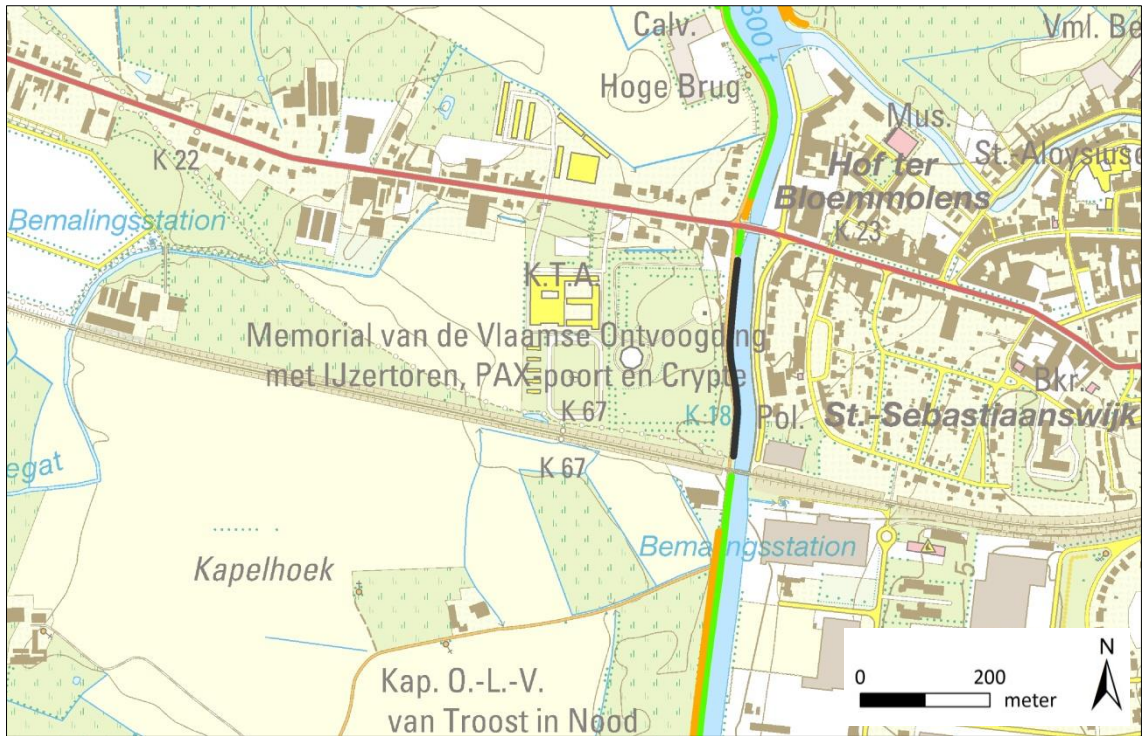 Calv.
300 t
Vml. Be
Hoge Brug
Mus.
St.-Aloysiuse
K 22
Hof ter
Bloemmolens
Bemalingsstation
K 23
K.T.A.
Memorial van de Vlaamse Ontvoogding
met IJzertoren, PAX poort en Crypte
Bkr.
K 67
K 18
Pol.
St.-Sebastiaanswijk
egat
K 67
Bemalingsstation
Kapelhoek
5
N
0 200
meter
Kap. O.-L.-V.
van Troost in Nood